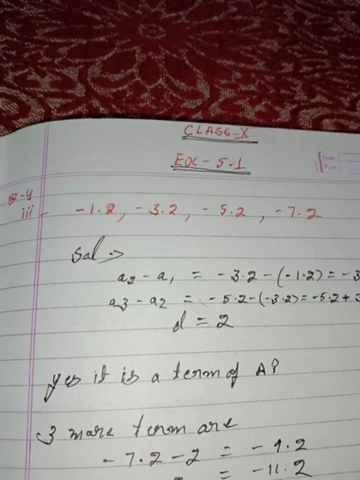 CLASS-X
EX - 5.1
Q-4
iii - -1.8, -3.2, -5.2, -7.2
Sol →
a2 - a1 = -3.2 - (-1.2) = -3
a3 - a2 = -5.2 - (-3.2) = -5.2 +
d = 2
yes it is a term of AP
3 more term are
-7.2 - 2 = -9.2
= -11.2